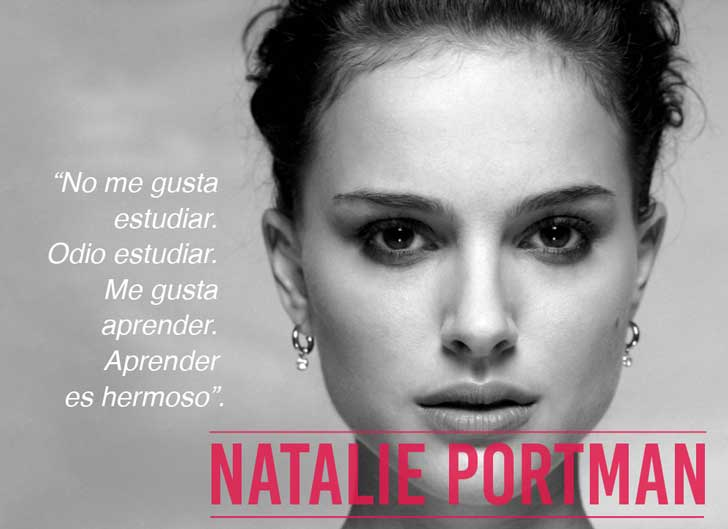 “No me gusta
estudiar.
Odio estudiar.
Me gusta
aprender.
Aprender
es hermoso”.
NATALIE PORTMAN